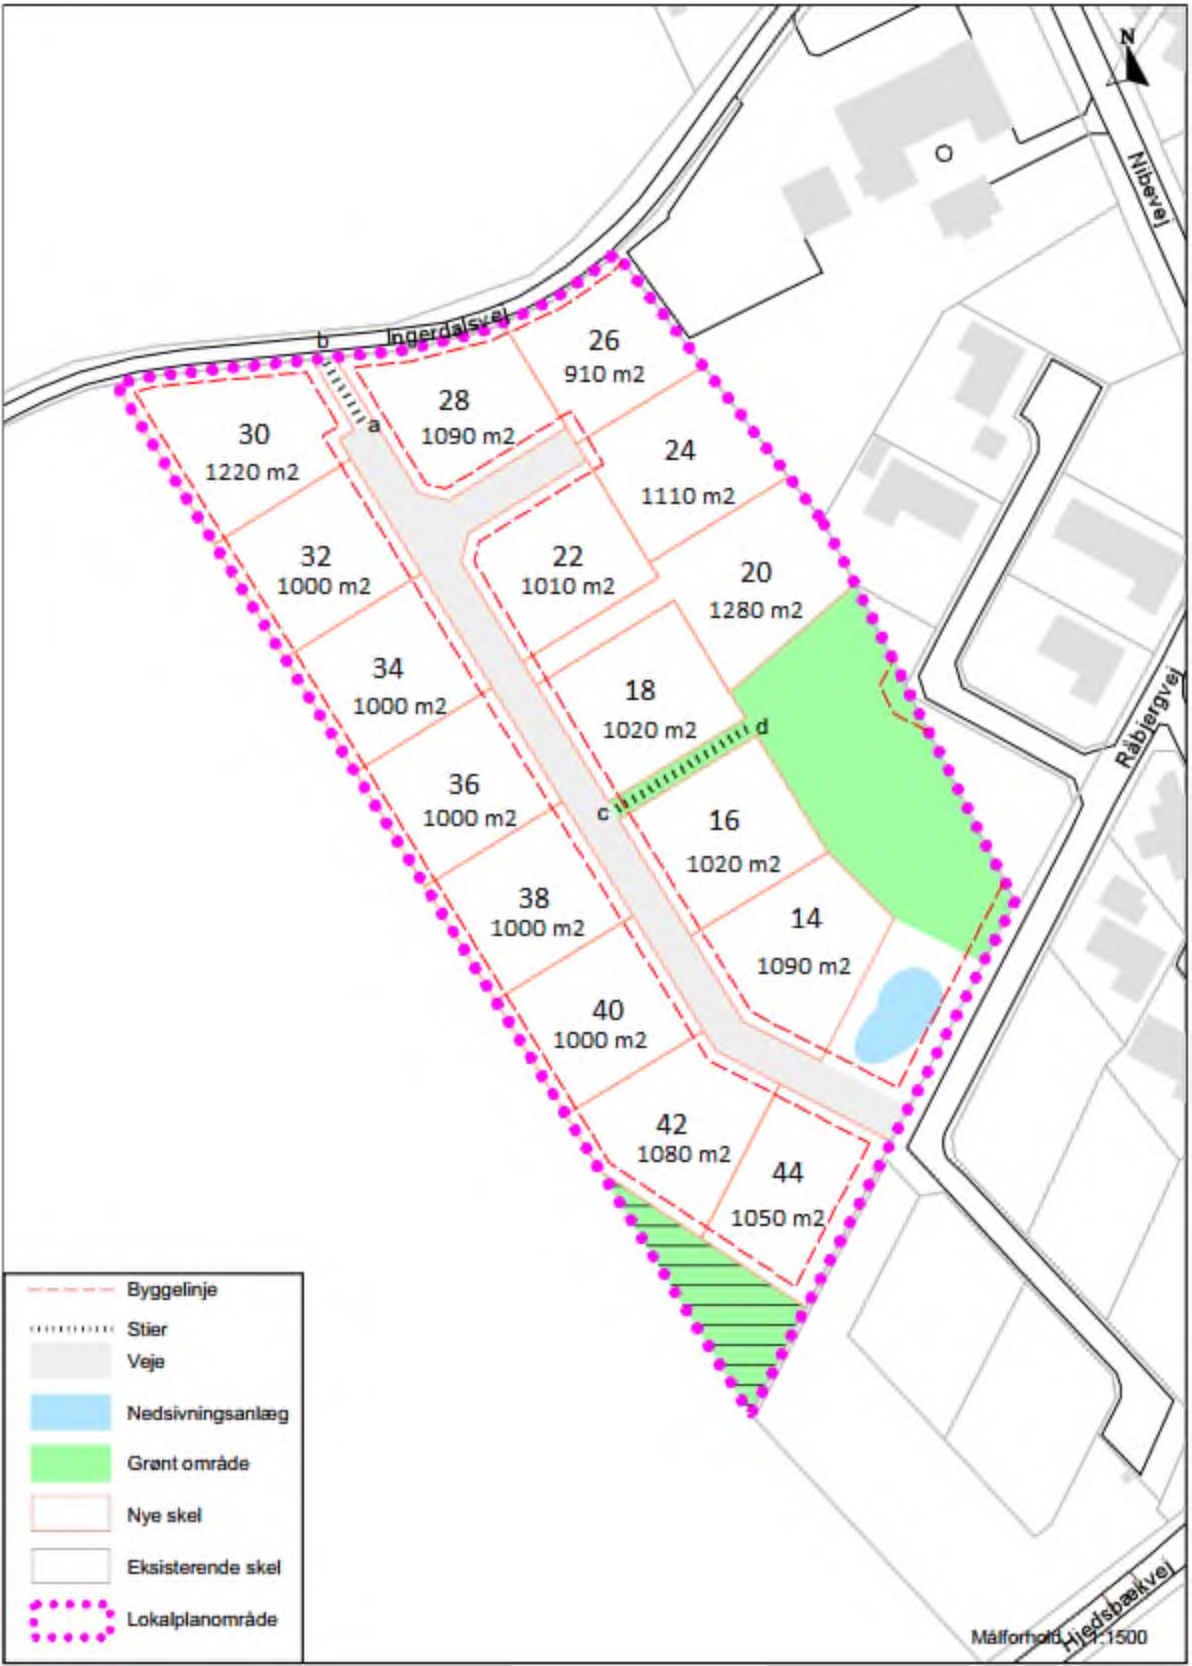 N
Nibevej
b
Ingerdalsvej
26
910 m2
28
1090 m2
a
30
1220 m2
24
1110 m2
32
1000 m2
22
1010 m2
20
1280 m2
34
1000 m2
18
1020 m2
d
Råbjergvej
36
1000 m2
c
16
1020 m2
38
1000 m2
14
1090 m2
40
1000 m2
42
1080 m2
44
1050 m2
Byggelinje
Stier
Veje
Nedsivningsanlæg
Grønt område
Nye skel
Eksisterende skel
Lokalplanområde
Hjedsbækvej
Målforhold 1:1500